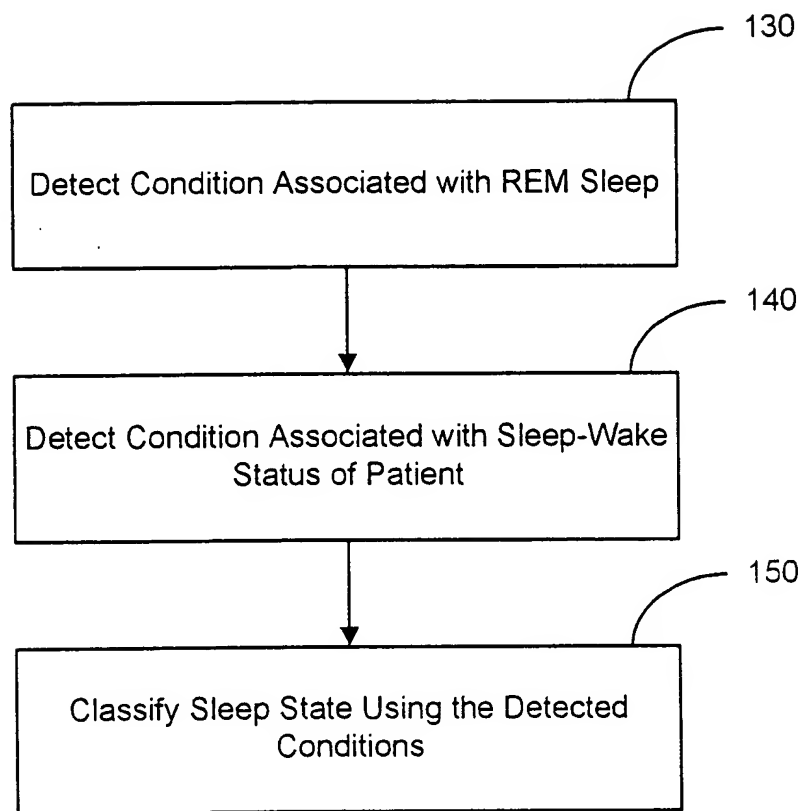 130
Detect Condition Associated with REM Sleep
140
Detect Condition Associated with Sleep-Wake
Status of Patient
150
Classify Sleep State Using the Detected
Conditions